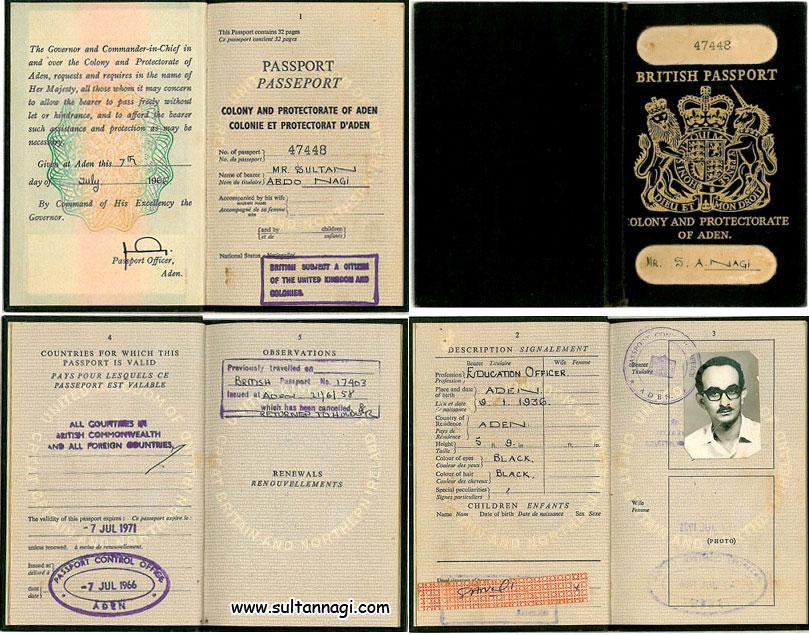 The Governor and Commander-in-Chief in
and over the Colony and Protectorate of
Aden, requests and requires in the name of
Her Majesty, all those whom it may concern
to allow the bearer to pass freely without
let or hindrance, and to afford the bearer
such assistance and protection as may be
necessary.
Given at Aden this 7th
day of July 1966
By Command of His Excellency the
Governor.
Passport Officer,
Aden.
1
This Passport contains 32 pages
Ce passeport contient 32 pages
PASSPORT
PASSEPORT
COLONY AND PROTECTORATE OF ADEN
COLONIE ET PROTECTORAT D'ADEN
No. of passport
No. du passeport
47448
Name of bearer
Nom du titulaire
MR. SULTAN
ABDO NAGI
Accompanied by his wife
Accompagné de sa femme
and by children
et de enfants
National Status
BRITISH SUBJECT A CITIZEN
OF THE UNITED KINGDOM AND
COLONIES.
47448
BRITISH PASSPORT
DIEU ET MON DROIT
COLONY AND PROTECTORATE
OF ADEN.
MR. S. A. NAGI
4
COUNTRIES FOR WHICH THIS
PASSPORT IS VALID
PAYS POUR LESQUELS CE
PASSEPORT EST VALABLE
ALL COUNTRIES IN
BRITISH COMMONWEALTH
AND ALL FOREIGN COUNTRIES,
The validity of this passport expires :
Ce passeport expire le :
-7 JUL 1971
unless renewed.
à moins de renouvellement.
Issued at
délivré à
date
date
PASSPORT CONTROL OFFICE
-7 JUL 1966
ADEN
5
OBSERVATIONS
Previously travelled on
BRITISH Passport No. 17403
Issued at ADEN 21/6/58
which has been cancelled &
RETURNED TO HOLDER
RENEWALS
RENOUVELLEMENTS
www.sultannagi.com
2
DESCRIPTION SIGNALEMENT
Bearer Titulaire
Wife Femme
Profession
Profession
EDUCATION OFFICER
Place and date
of birth
Lieu et date
de naissance
ADEN
9. 1. 1936.
Country of
Residence
Pays de
Résidence
ADEN
Height
Taille
5 ft. 9 in.
ft. in.
Colour of eyes
Couleur des yeux
BLACK.
Colour of hair
Couleur des cheveux
BLACK.
Special peculiarities
Signes particuliers
CHILDREN ENFANTS
Name Nom
Date of birth Date de naissance
Sex Sexe
3
Bearer
Titulaire
ADEN
Wife
Femme
(PHOTO)